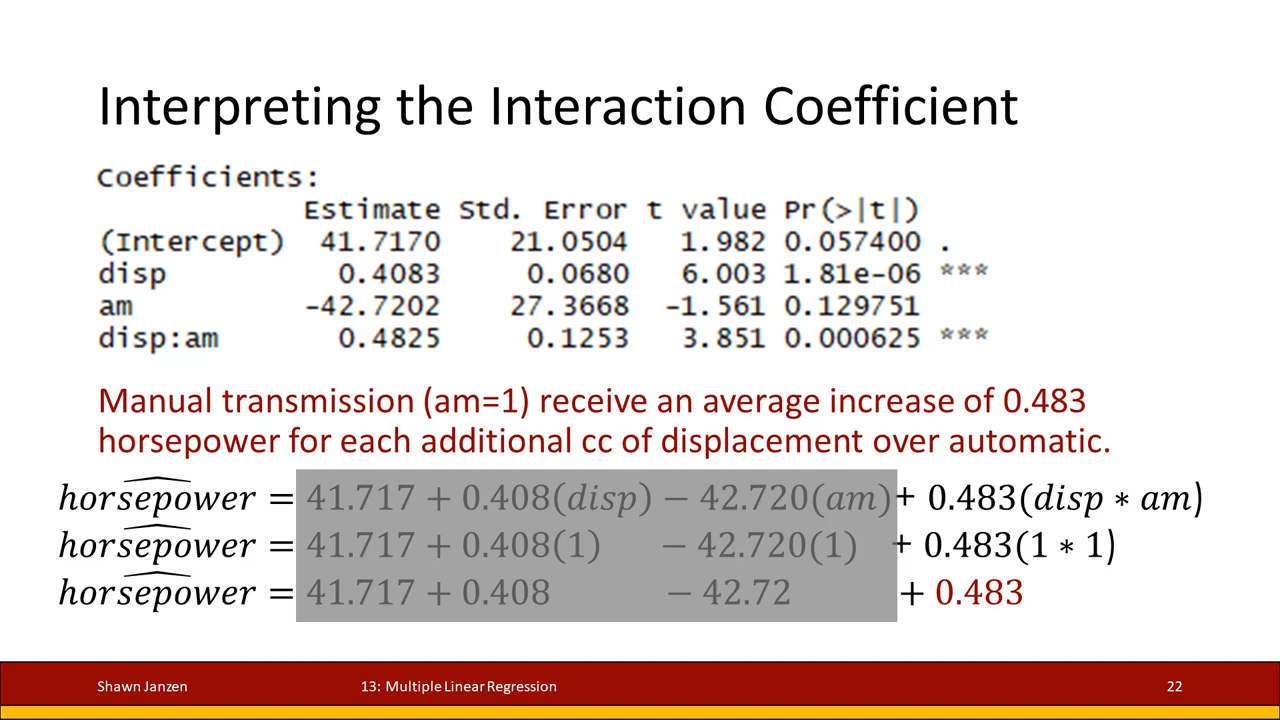 Interpreting the Interaction Coefficient
Coefficients:
Estimate Std. Error t value Pr(>|t|)
(Intercept) 41.7170 21.0504 1.982 0.057400 .
disp 0.4083 0.0680 6.003 1.81e-06 ***
am -42.7202 27.3668 -1.561 0.129751
disp:am 0.4825 0.1253 3.851 0.000625 ***
Manual transmission (am=1) receive an average increase of 0.483
horsepower for each additional cc of displacement over automatic.
horsepower = 41.717 + 0.408(disp) − 42.720(am) + 0.483(disp ∗ am)
horsepower = 41.717 + 0.408(1) − 42.720(1) + 0.483(1 ∗ 1)
horsepower = 41.717 + 0.408 − 42.72 + 0.483
Shawn Janzen 13: Multiple Linear Regression 22